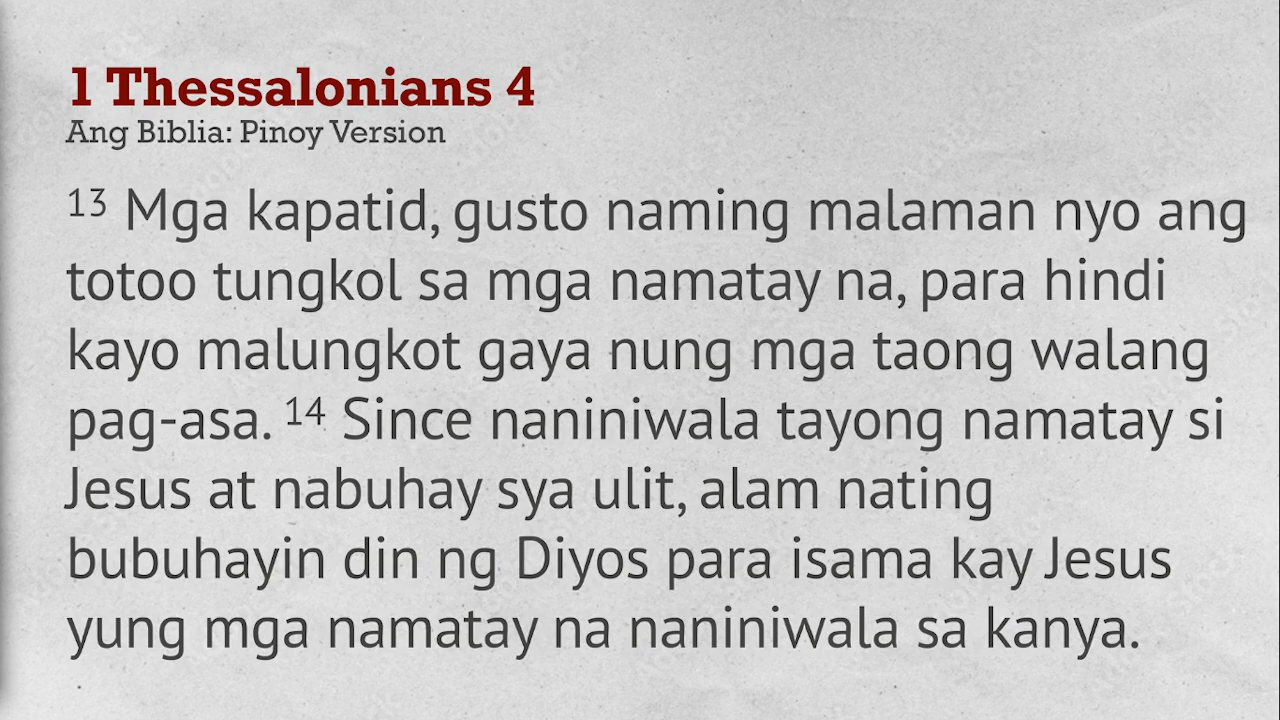 1 Thessalonians 4
Ang Biblia: Pinoy Version
13 Mga kapatid, gusto naming malaman nyo ang
totoo tungkol sa mga namatay na, para hindi
kayo malungkot gaya nung mga taong walang
pag-asa. 14 Since naniniwala tayong namatay si
Jesus at nabuhay sya ulit, alam nating
bubuhayin din ng Diyos para isama kay Jesus
yung mga namatay na naniniwala sa kanya.